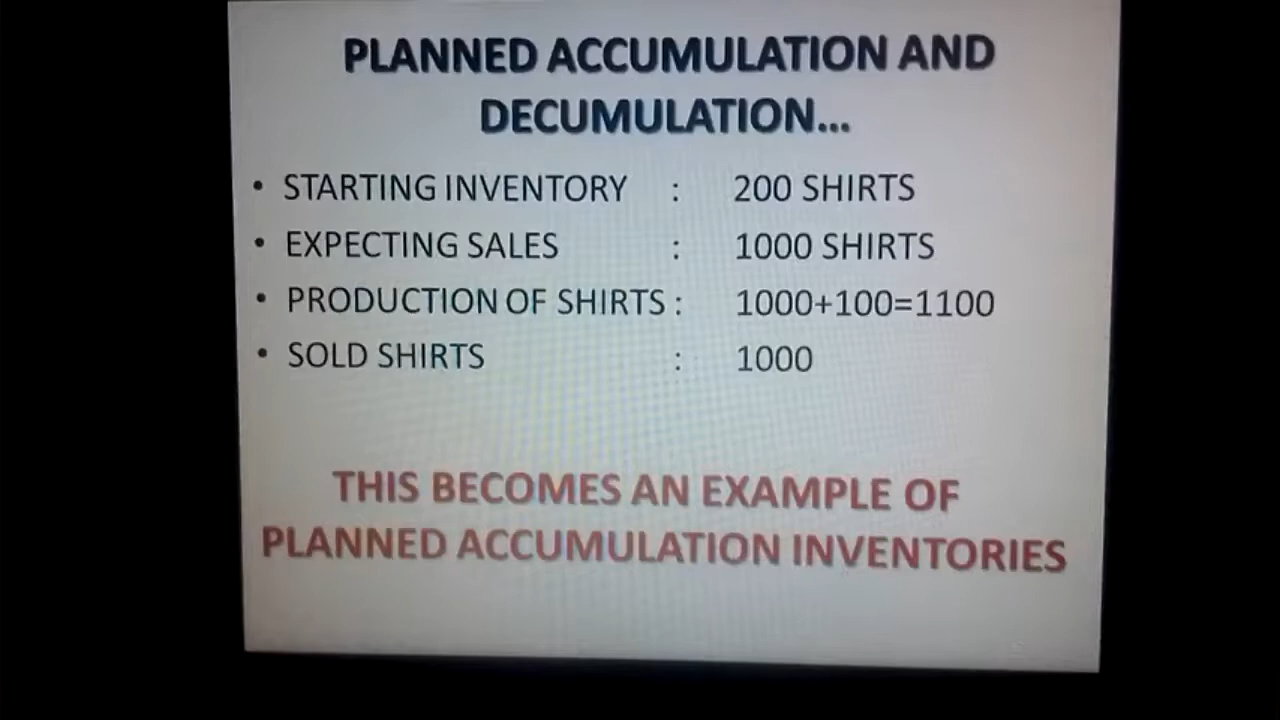 PLANNED ACCUMULATION AND
DECUMULATION...
• STARTING INVENTORY : 200 SHIRTS
• EXPECTING SALES : 1000 SHIRTS
• PRODUCTION OF SHIRTS : 1000+100=1100
• SOLD SHIRTS : 1000
THIS BECOMES AN EXAMPLE OF
PLANNED ACCUMULATION INVENTORIES